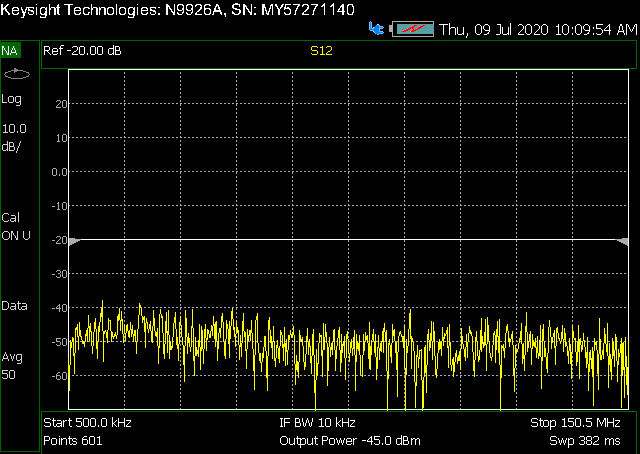 Keysight Technologies: N9926A, SN: MY57271140
Thu, 09 Jul 2020 10:09:54 AM
NA Ref -20.00 dB S12
Log
10.0
dB/
Cal
ON U
Data
Avg
50
20
10
0.0
-10
-20
-30
-40
-50
-60
Start 500.0 kHz IF BW 10 kHz Stop 150.5 MHz
Points 601 Output Power -45.0 dBm Swp 382 ms